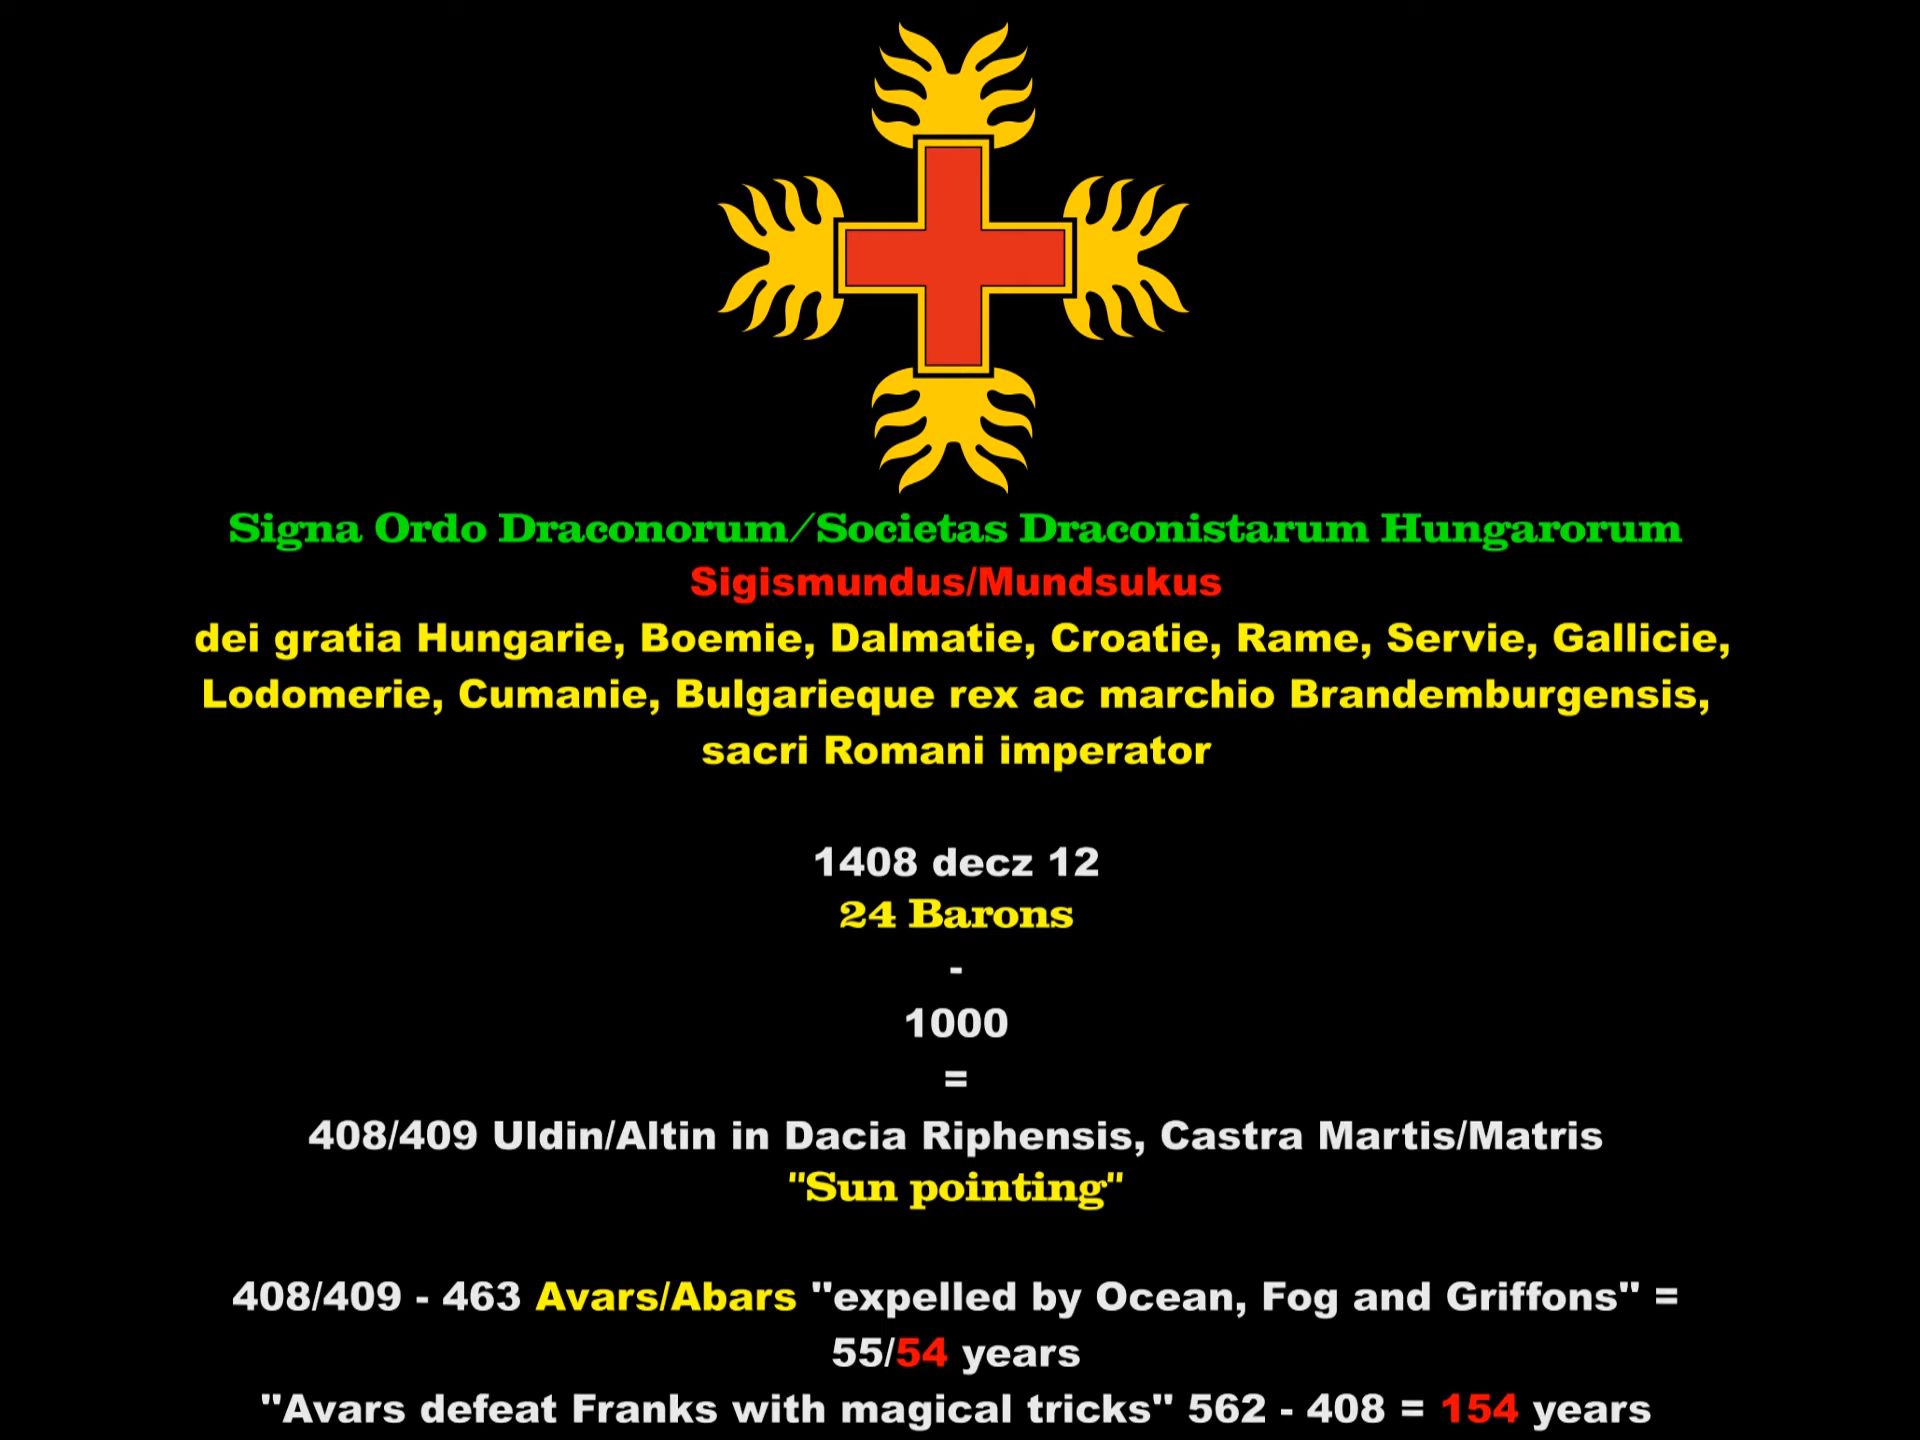 Signa Ordo Draconorum/Societas Draconistarum Hungarorum
Sigismundus/Mundsukus
dei gratia Hungarie, Boemie, Dalmatie, Croatie, Rame, Servie, Gallicie,
Lodomerie, Cumanie, Bulgarieque rex ac marchio Brandemburgensis,
sacri Romani imperator
1408 decz 12
24 Barons
-
1000
=
408/409 Uldin/Altin in Dacia Riphensis, Castra Martis/Matris
"Sun pointing"
408/409 - 463 Avars/Abars "expelled by Ocean, Fog and Griffons" =
55/54 years
"Avars defeat Franks with magical tricks" 562 - 408 = 154 years